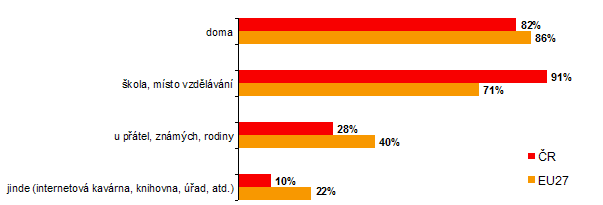 doma
82%
86%
škola, místo vzdělávání
91%
71%
u přátel, známých, rodiny
28%
40%
jinde (internetová kavárna, knihovna, úřad, atd.)
10%
22%
ČR
EU27